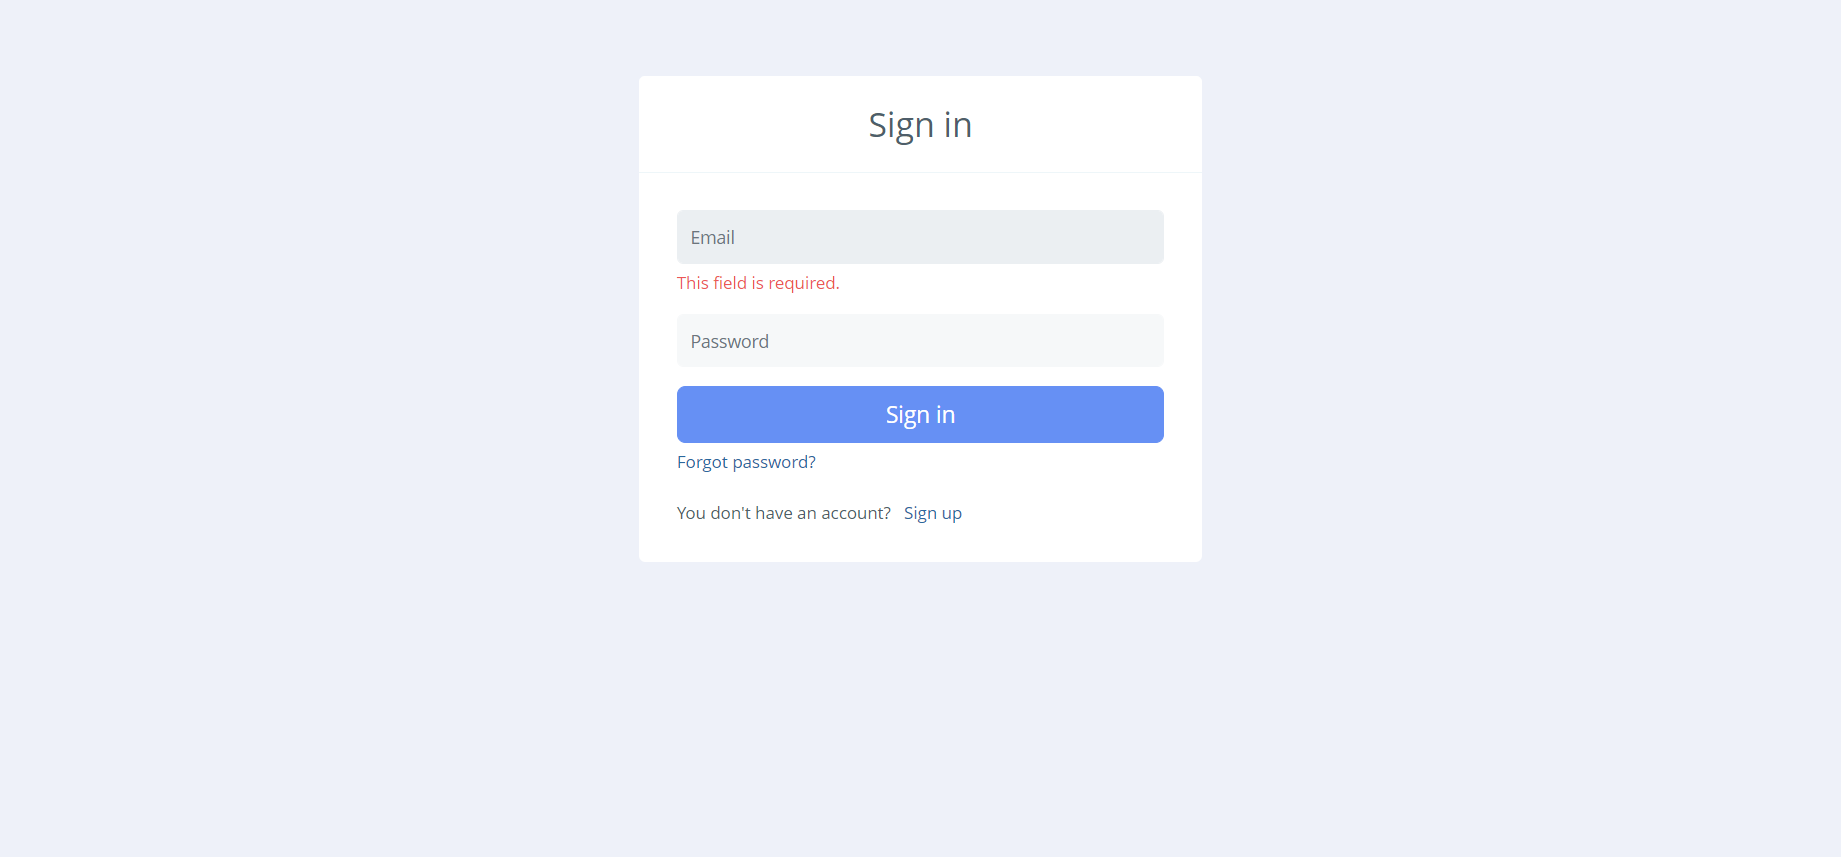 Sign in
Email
This field is required.
Password
Sign in
Forgot password?
You don't have an account? Sign up